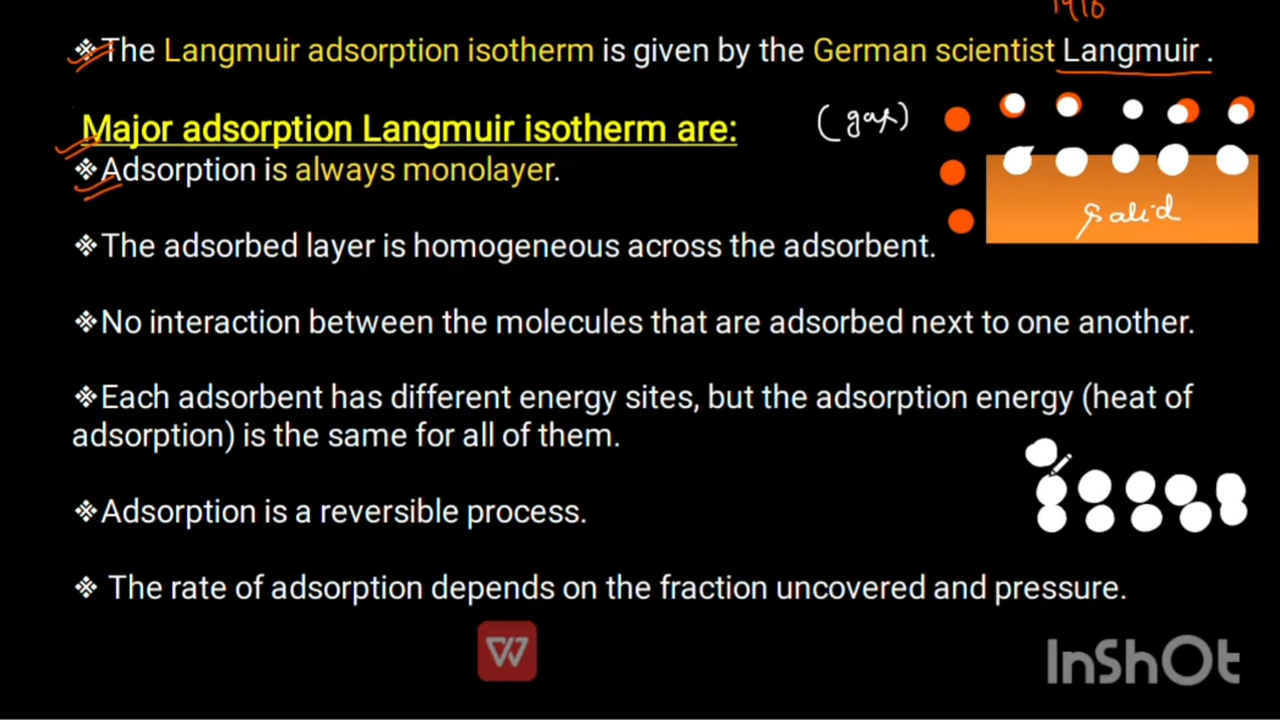 1916
❖The Langmuir adsorption isotherm is given by the German scientist Langmuir .
Major adsorption Langmuir isotherm are:
(gas)
❖Adsorption is always monolayer.
Solid
❖The adsorbed layer is homogeneous across the adsorbent.
❖No interaction between the molecules that are adsorbed next to one another.
❖Each adsorbent has different energy sites, but the adsorption energy (heat of
adsorption) is the same for all of them.
❖Adsorption is a reversible process.
❖ The rate of adsorption depends on the fraction uncovered and pressure.
W
InShOt